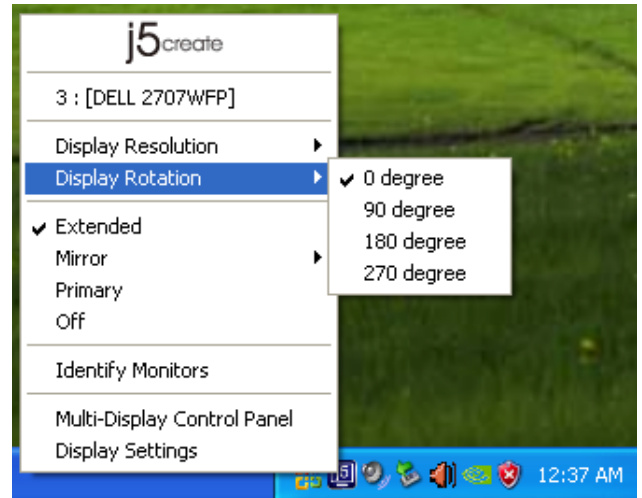 j5create
3 : [DELL 2707WFP]
Display Resolution
Display Rotation
0 degree
90 degree
180 degree
270 degree
Extended
Mirror
Primary
Off
Identify Monitors
Multi-Display Control Panel
Display Settings
j5
12:37 AM